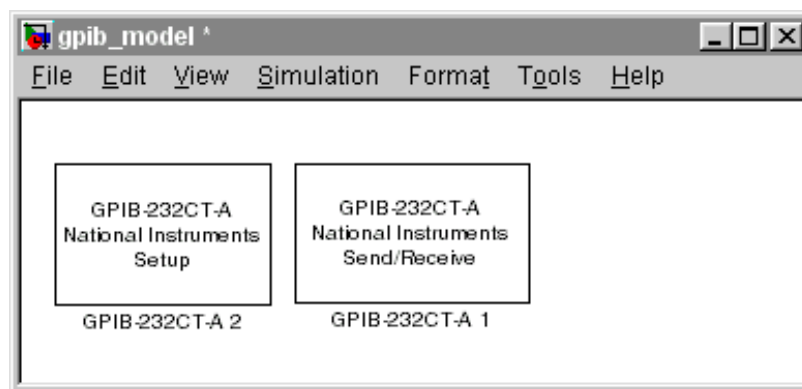 gpib_model *
File Edit View Simulation Format Tools Help
GPIB-232CT-A
National Instruments
Setup
GPIB-232CT-A 2
GPIB-232CT-A
National Instruments
Send/Receive
GPIB-232CT-A 1